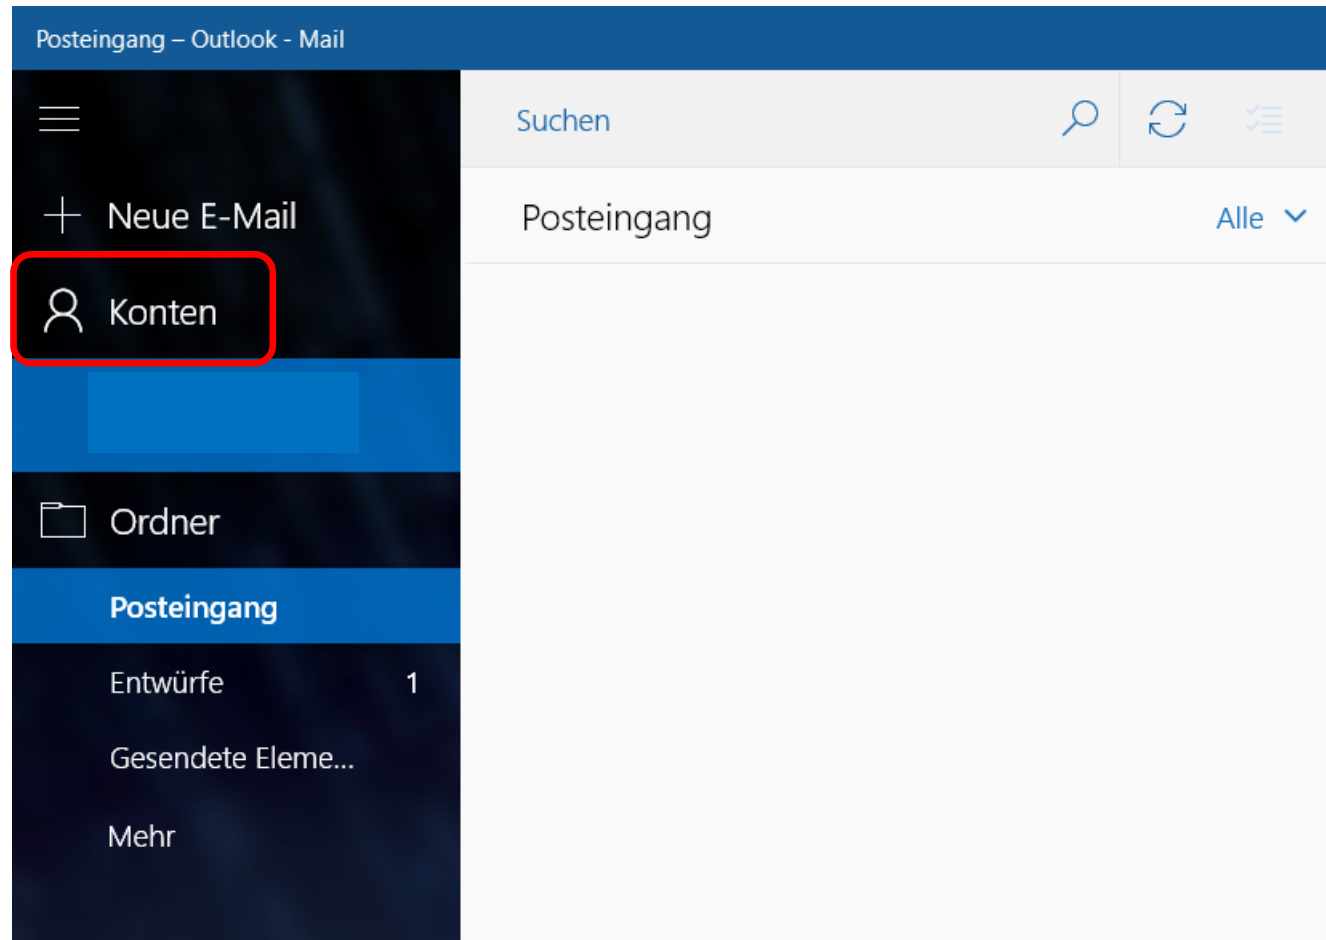 Posteingang – Outlook - Mail
Suchen
Neue E-Mail
Posteingang
Alle
Konten
Ordner
Posteingang
Entwürfe 1
Gesendete Eleme...
Mehr